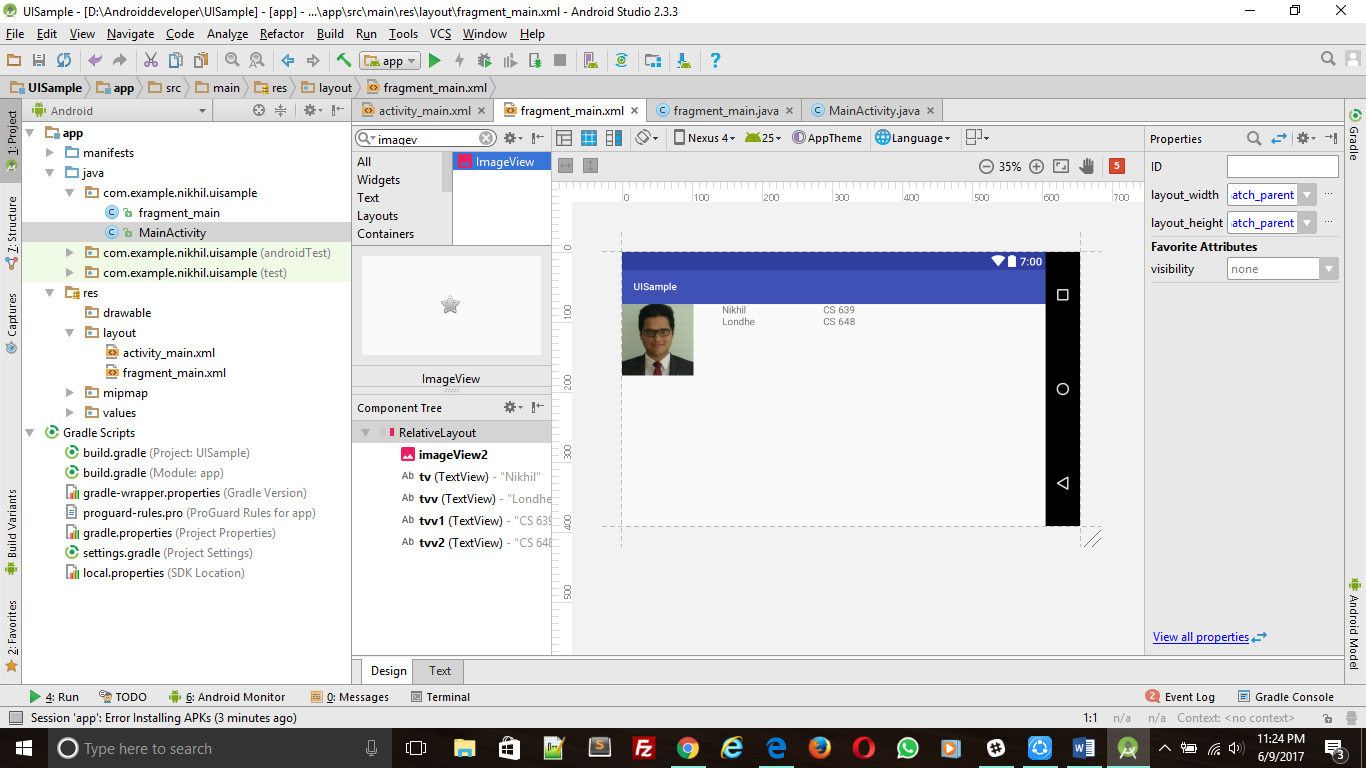 UISample - [D:\Androiddeveloper\UISample] - [app] - ...\app\src\main\res\layout\fragment_main.xml - Android Studio 2.3.3
File Edit View Navigate Code Analyze Refactor Build Run Tools VCS Window Help
app
UISample app src main res layout fragment_main.xml
Android
activity_main.xml fragment_main.xml fragment_main.java MainActivity.java
1: Project
7: Structure
Captures
Build Variants
2: Favorites
app
manifests
java
com.example.nikhil.uisample
fragment_main
MainActivity
com.example.nikhil.uisample (androidTest)
com.example.nikhil.uisample (test)
res
drawable
layout
activity_main.xml
fragment_main.xml
mipmap
values
Gradle Scripts
build.gradle (Project: UISample)
build.gradle (Module: app)
gradle-wrapper.properties (Gradle Version)
proguard-rules.pro (ProGuard Rules for app)
gradle.properties (Project Properties)
settings.gradle (Project Settings)
local.properties (SDK Location)
imagev
All
Widgets
Text
Layouts
Containers
ImageView
ImageView
Component Tree
RelativeLayout
imageView2
Ab tv (TextView) - "Nikhil"
Ab tvv (TextView) - "Londhe
Ab tvv1 (TextView) - "CS 639
Ab tvv2 (TextView) - "CS 648
Nexus 4 25 AppTheme Language
35% 5
0 100 200 300 400 500 600 700
0 100 200 300 400 500
7:00
UISample
Nikhil CS 639
Londhe CS 648
Properties
ID
layout_width atch_parent ...
layout_height atch_parent ...
Favorite Attributes
visibility none
View all properties
Gradle
Android Model
Design Text
4: Run TODO 6: Android Monitor 0: Messages Terminal 2 Event Log Gradle Console
Session 'app': Error Installing APKs (3 minutes ago) 1:1 n/a n/a Context: <no context>
Type here to search
11:24 PM
6/9/2017
3